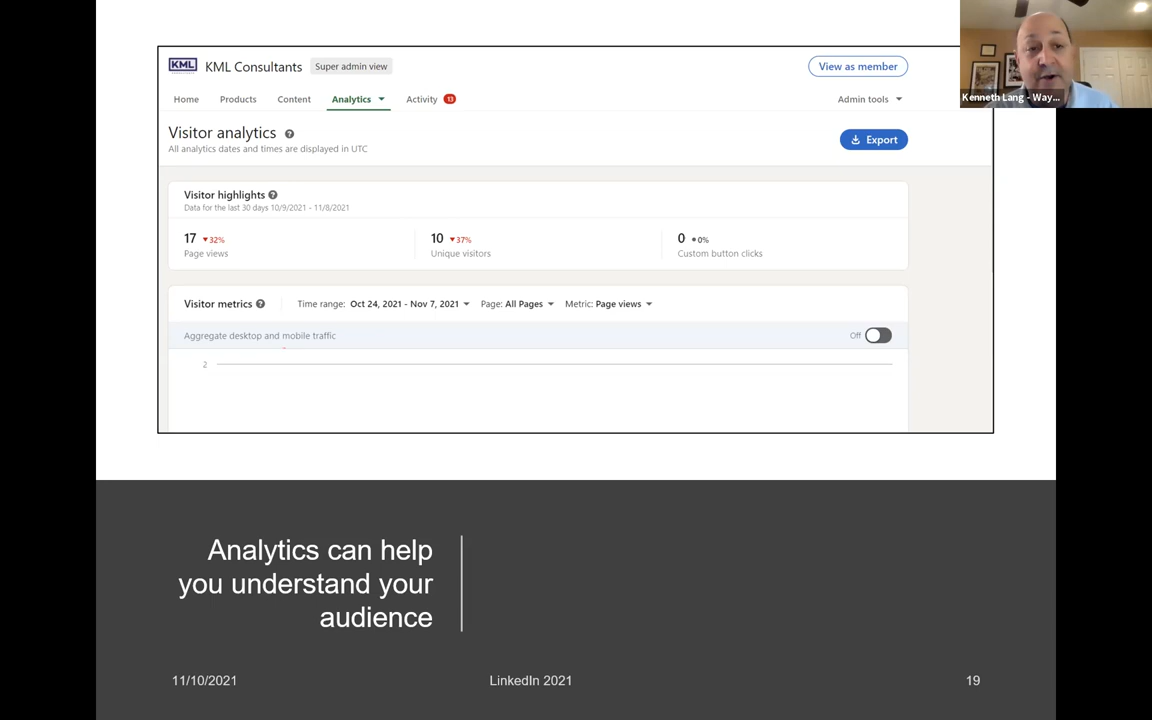 KML
KML Consultants
Super admin view
View as member
Kenneth Lang - Way...
Home
Products
Content
Analytics
Activity
13
Admin tools
Visitor analytics ?
All analytics dates and times are displayed in UTC
Export
Visitor highlights ?
Data for the last 30 days 10/9/2021 - 11/8/2021
17 ▼32%
Page views
10 ▼37%
Unique visitors
0 •0%
Custom button clicks
Visitor metrics ?
Time range: Oct 24, 2021 - Nov 7, 2021
Page: All Pages
Metric: Page views
Aggregate desktop and mobile traffic
Off
2
Analytics can help
you understand your
audience
11/10/2021
LinkedIn 2021
19